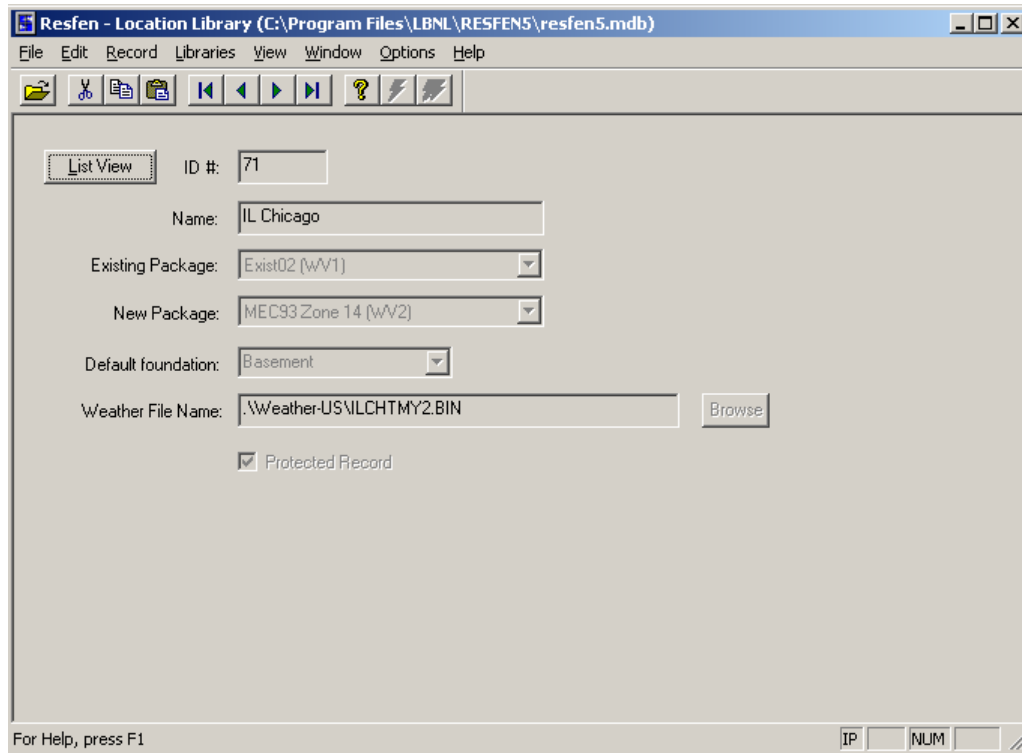 Resfen - Location Library (C:\Program Files\LBNL\RESFEN5\resfen5.mdb)
File Edit Record Libraries View Window Options Help
List View ID #: 71
Name: IL Chicago
Existing Package: Exist02 (WV1)
New Package: MEC93 Zone 14 (WV2)
Default foundation: Basement
Weather File Name: .\Weather-US\ILCHTMY2.BIN Browse
Protected Record
For Help, press F1 IP NUM